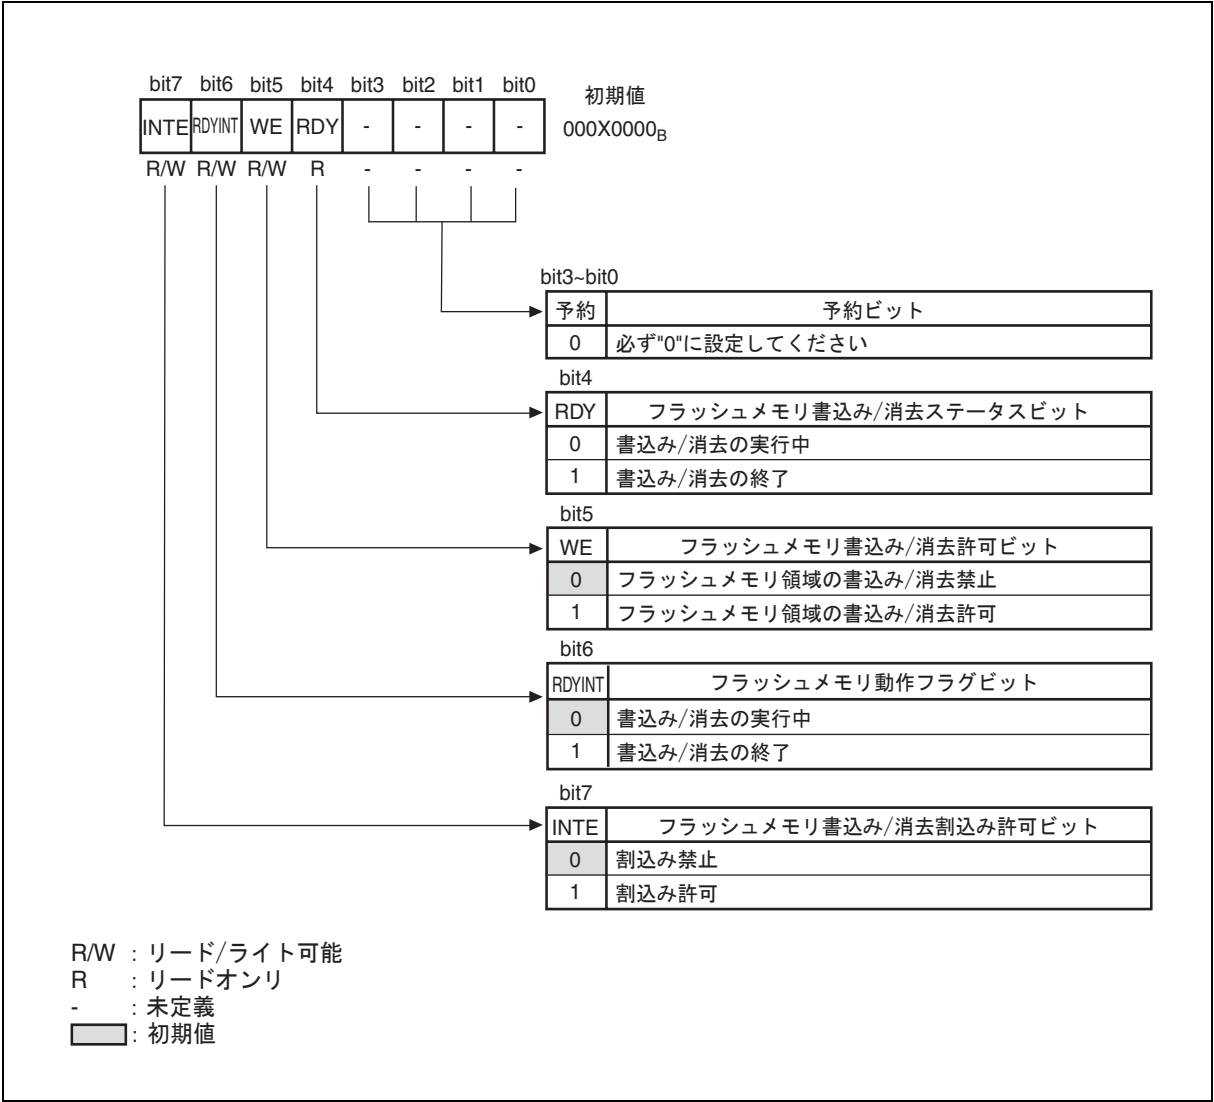 bit7 bit6 bit5 bit4 bit3 bit2 bit1 bit0 初期値
INTE RDYINT WE RDY - - - - 000X0000B
R/W R/W R/W R - - - -
bit3~bit0
予約 予約ビット
0 必ず"0"に設定してください
bit4
RDY フラッシュメモリ書込み/消去ステータスビット
0 書込み/消去の実行中
1 書込み/消去の終了
bit5
WE フラッシュメモリ書込み/消去許可ビット
0 フラッシュメモリ領域の書込み/消去禁止
1 フラッシュメモリ領域の書込み/消去許可
bit6
RDYINT フラッシュメモリ動作フラグビット
0 書込み/消去の実行中
1 書込み/消去の終了
bit7
INTE フラッシュメモリ書込み/消去割込み許可ビット
0 割込み禁止
1 割込み許可
R/W : リード/ライト可能
R : リードオンリ
- : 未定義
: 初期値